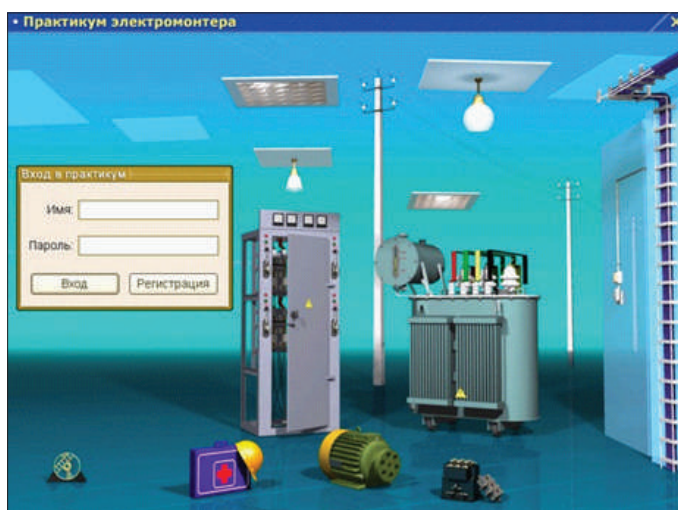 • Практикум электромонтера
Вход в практикум
Имя:
Пароль:
Вход Регистрация